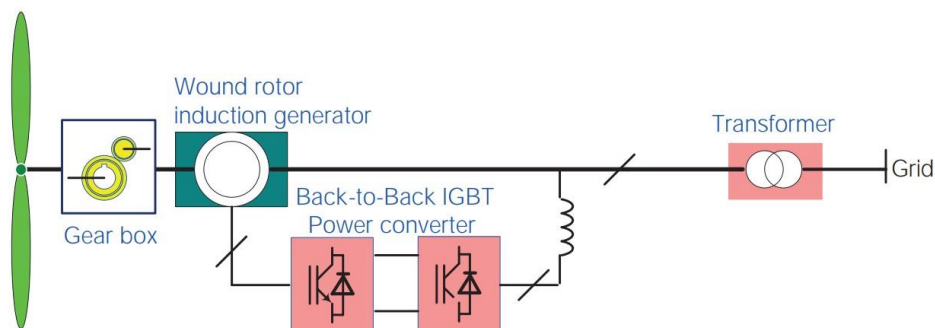 Wound rotor
induction generator
Transformer
Grid
Back-to-Back IGBT
Power converter
Gear box